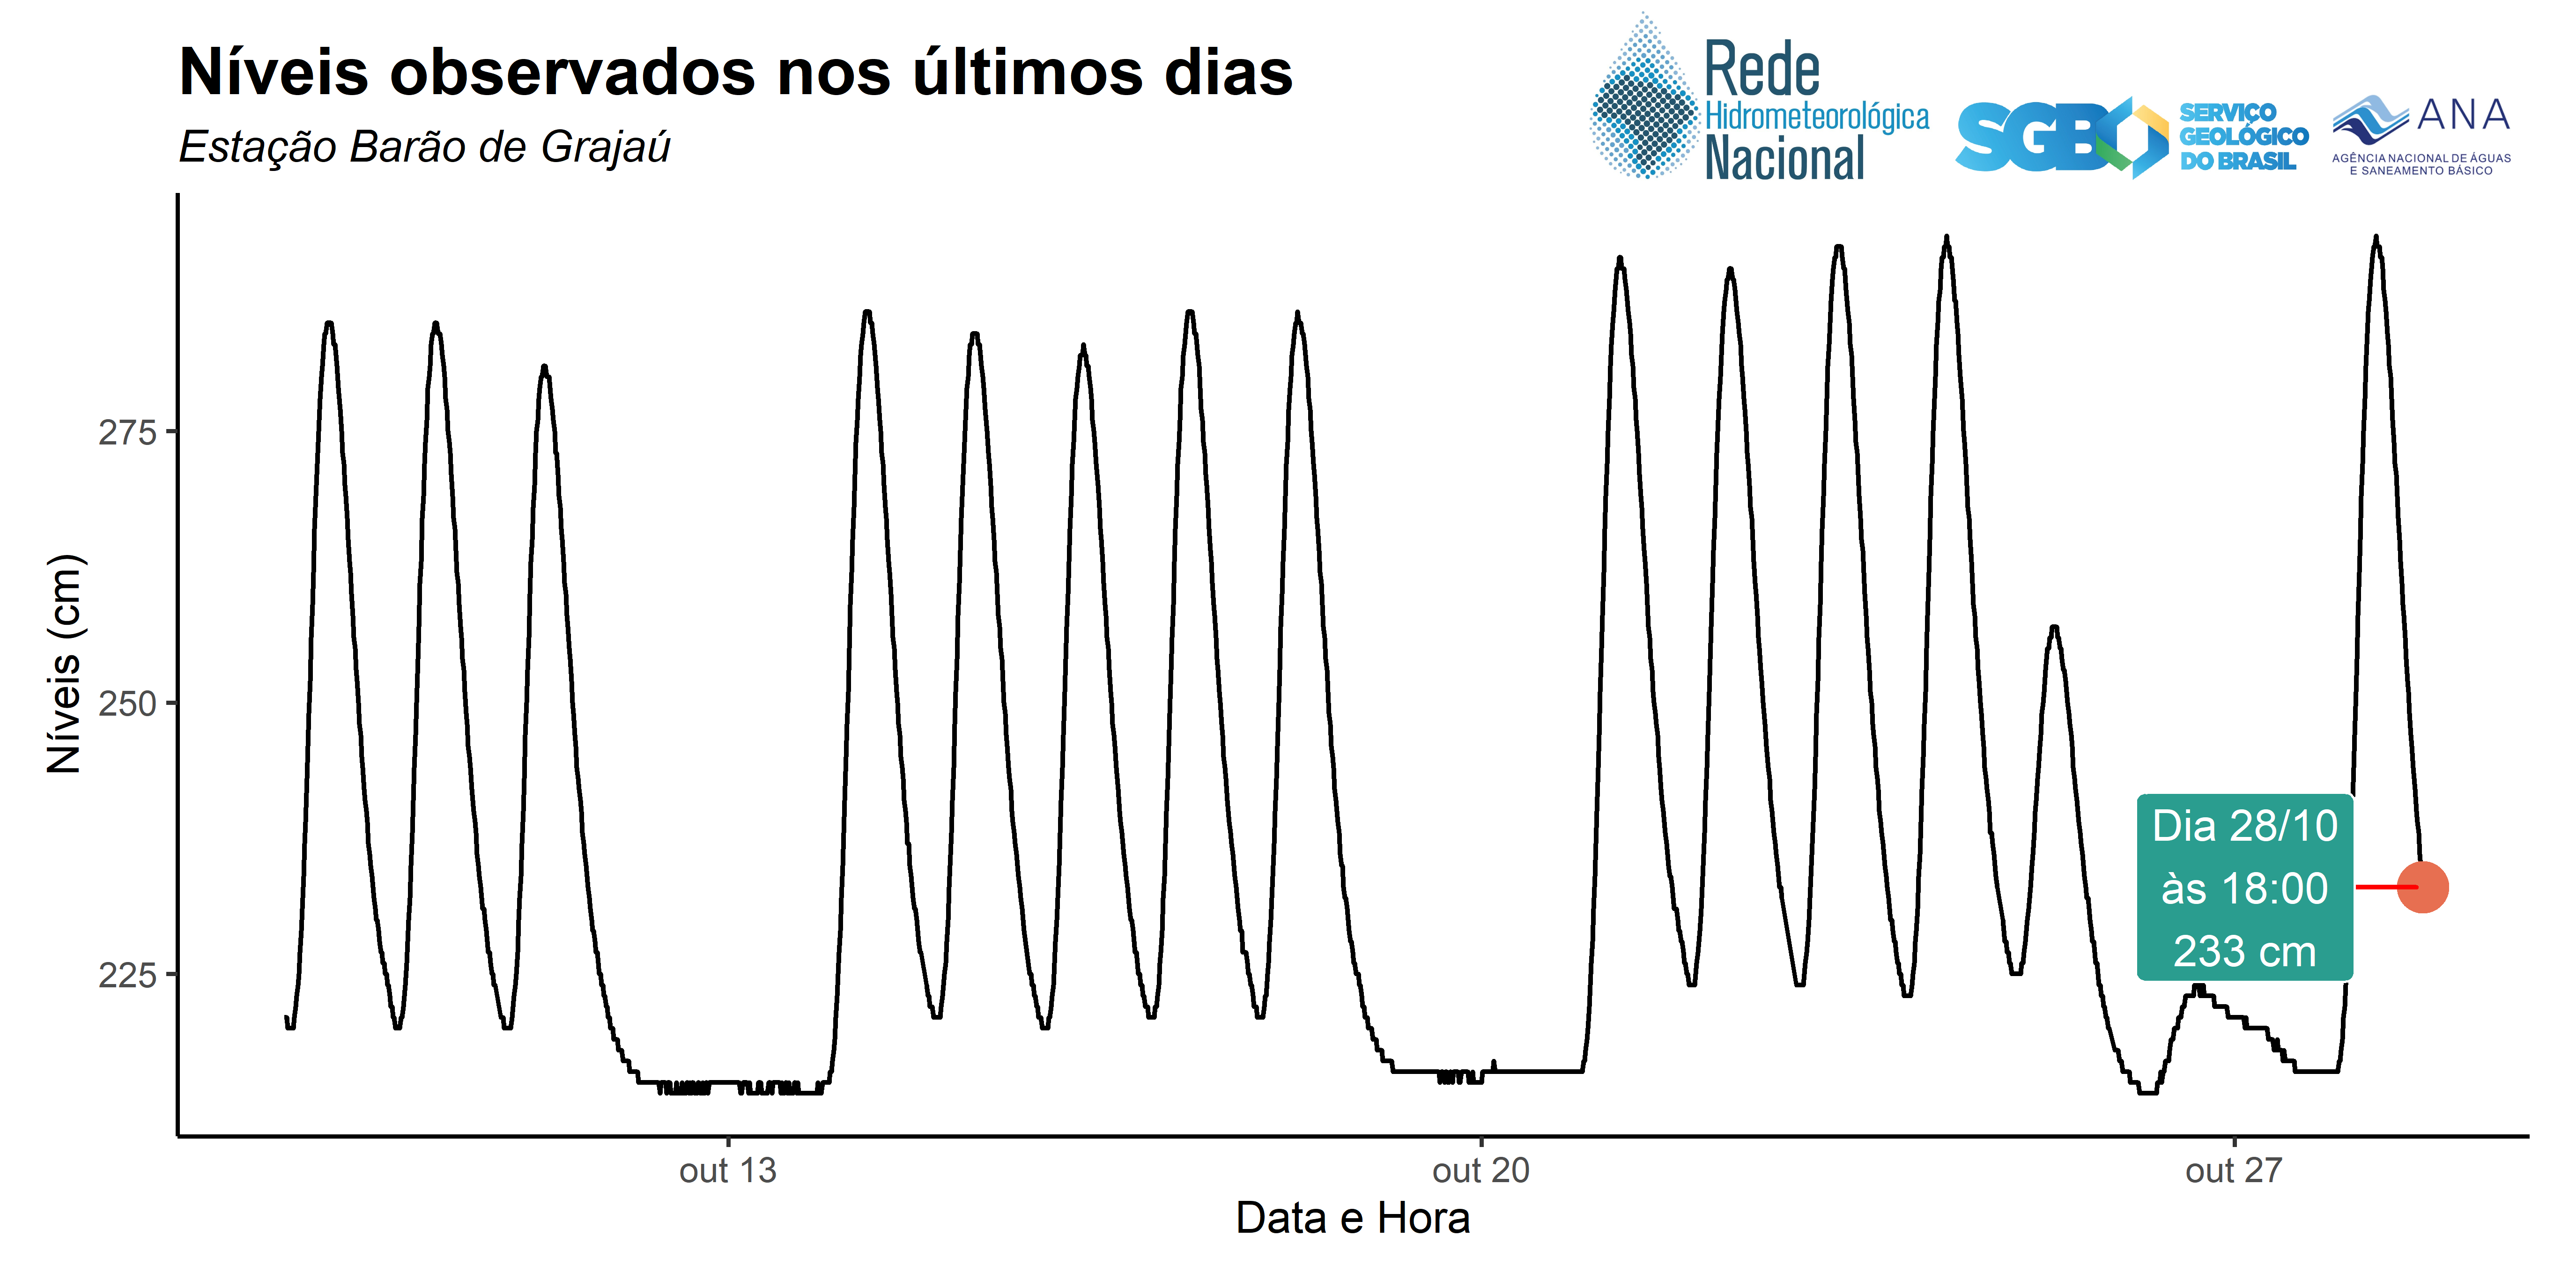 Níveis observados nos últimos dias
Estação Barão de Grajaú
Rede
Hidrometeorológica
Nacional
SGB
SERVIÇO
GEOLÓGICO
DO BRASIL
ANA
AGÊNCIA NACIONAL DE ÁGUAS
E SANEAMENTO BÁSICO
Níveis (cm)
275
250
225
Dia 28/10
às 18:00
233 cm
out 13
out 20
out 27
Data e Hora